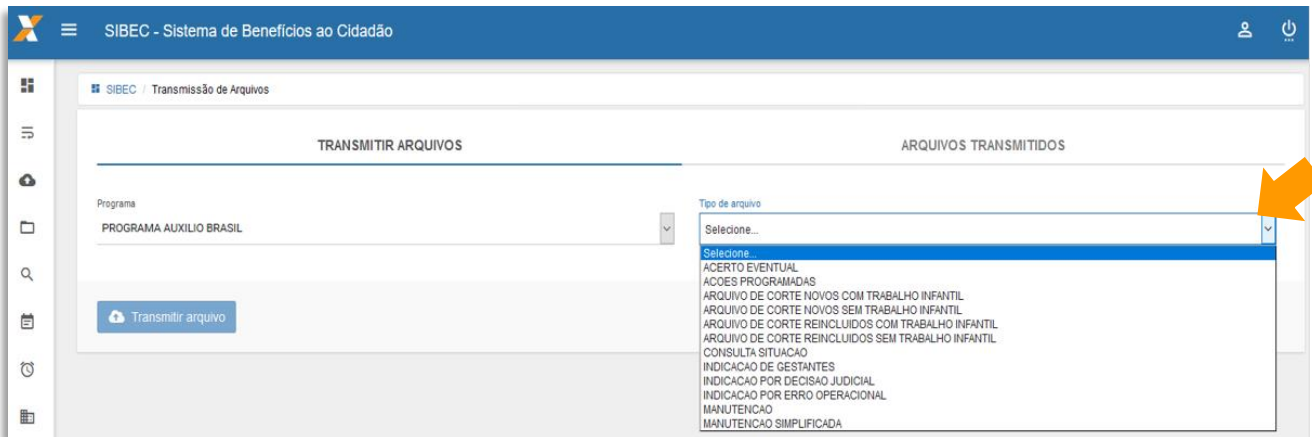 SIBEC - Sistema de Benefícios ao Cidadão
SIBEC / Transmissão de Arquivos
TRANSMITIR ARQUIVOS
ARQUIVOS TRANSMITIDOS
Programa
PROGRAMA AUXILIO BRASIL
Tipo de arquivo
Selecione...
Selecione...
ACERTO EVENTUAL
ACOES PROGRAMADAS
ARQUIVO DE CORTE NOVOS COM TRABALHO INFANTIL
ARQUIVO DE CORTE NOVOS SEM TRABALHO INFANTIL
ARQUIVO DE CORTE REINCLUIDOS COM TRABALHO INFANTIL
ARQUIVO DE CORTE REINCLUIDOS SEM TRABALHO INFANTIL
CONSULTA SITUACAO
INDICACAO DE GESTANTES
INDICACAO POR DECISAO JUDICIAL
INDICACAO POR ERRO OPERACIONAL
MANUTENCAO
MANUTENCAO SIMPLIFICADA
Transmitir arquivo